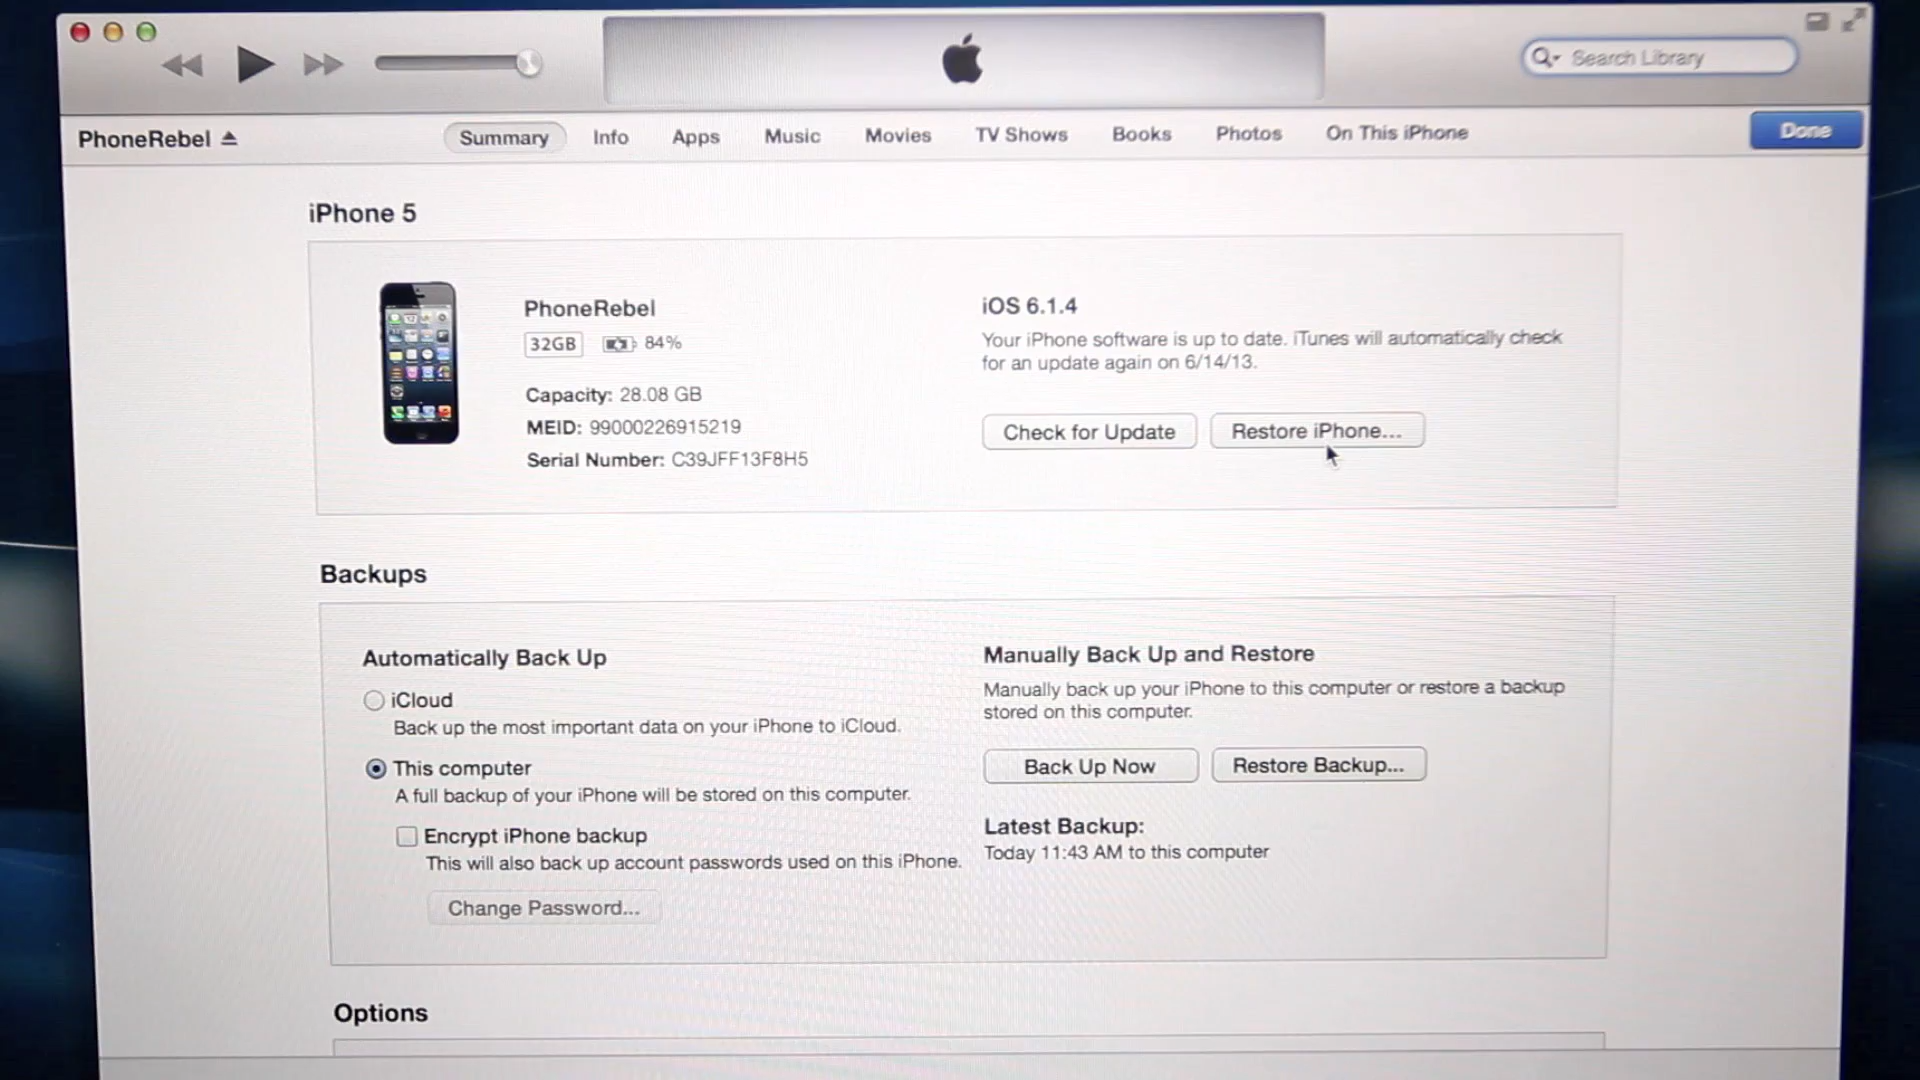 Search Library
PhoneRebel
Summary
Info
Apps
Music
Movies
TV Shows
Books
Photos
On This iPhone
Done
iPhone 5
PhoneRebel
32GB
84%
Capacity: 28.08 GB
MEID: 99000226915219
Serial Number: C39JFF13F8H5
iOS 6.1.4
Your iPhone software is up to date. iTunes will automatically check
for an update again on 6/14/13.
Check for Update
Restore iPhone...
Backups
Automatically Back Up
iCloud
Back up the most important data on your iPhone to iCloud.
This computer
A full backup of your iPhone will be stored on this computer.
Encrypt iPhone backup
This will also back up account passwords used on this iPhone.
Change Password...
Manually Back Up and Restore
Manually back up your iPhone to this computer or restore a backup
stored on this computer.
Back Up Now
Restore Backup...
Latest Backup:
Today 11:43 AM to this computer
Options